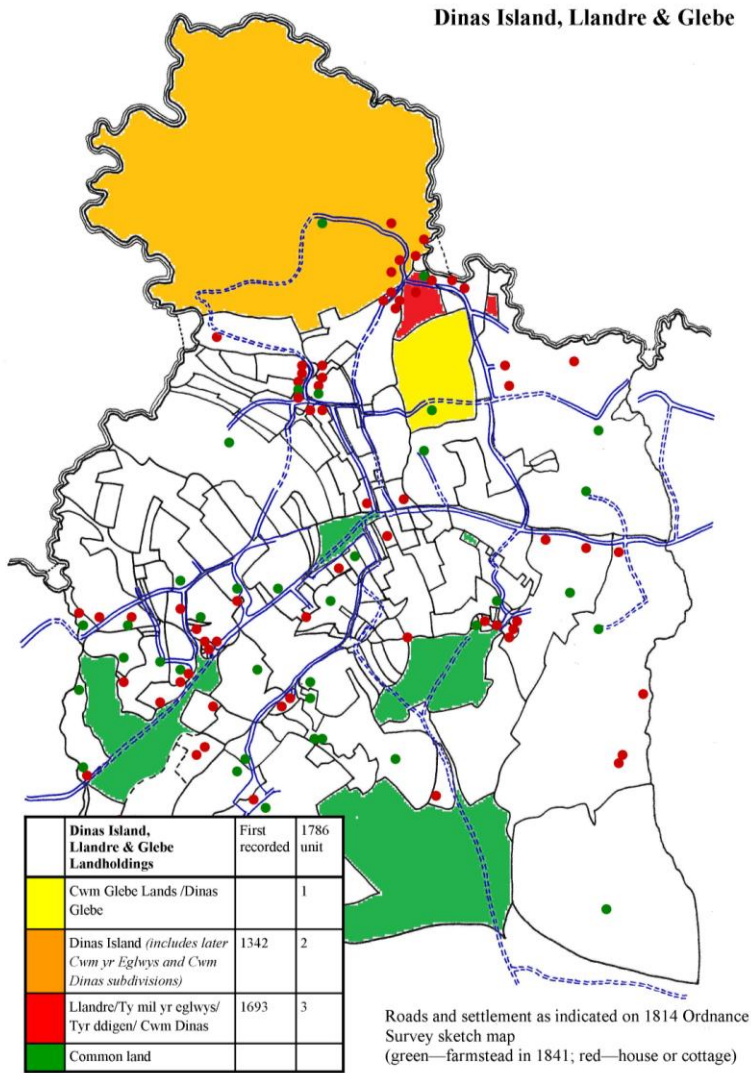 Dinas Island, Llandre & Glebe
Dinas Island,
Llandre & Glebe
Landholdings
First
recorded
1786
unit
Cwm Glebe Lands /Dinas
Glebe
1
Dinas Island (includes later
Cwm yr Eglwys and Cwm
Dinas subdivisions)
1342
2
Llandre/Ty mil yr eglwys/
Tyr ddigen/ Cwm Dinas
1693
3
Common land
Roads and settlement as indicated on 1814 Ordnance
Survey sketch map
(green—farmstead in 1841; red—house or cottage)